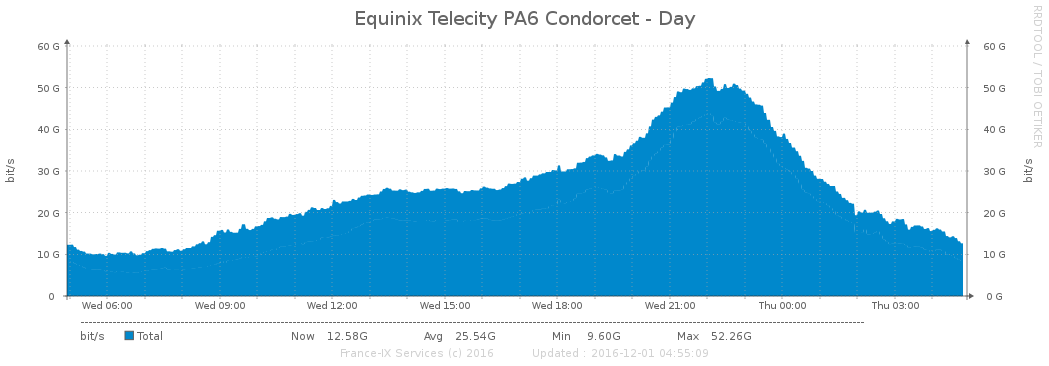 Equinix Telecity PA6 Condorcet - Day
RRDTOOL / TOBI OETIKER
60 G 60 G
50 G 50 G
40 G 40 G
30 G 30 G
20 G 20 G
10 G 10 G
0 0 G
bit/s bit/s
Wed 06:00 Wed 09:00 Wed 12:00 Wed 15:00 Wed 18:00 Wed 21:00 Thu 00:00 Thu 03:00
bit/s Total Now 12.58G Avg 25.54G Min 9.60G Max 52.26G
France-IX Services (c) 2016 Updated : 2016-12-01 04:55:09